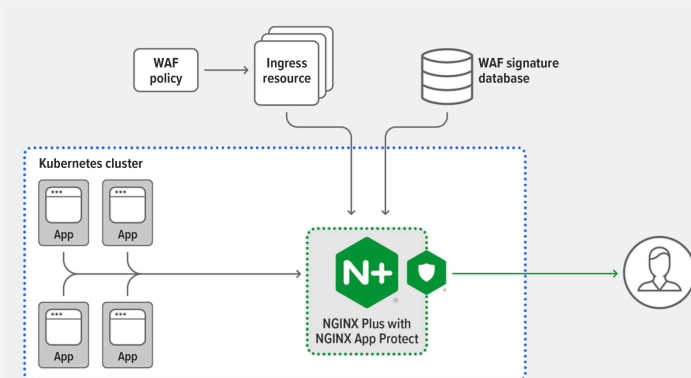 WAF
policy
Ingress
resource
WAF signature
database
Kubernetes cluster
App
App
N+
®
®
NGINX Plus with
NGINX App Protect
App
App